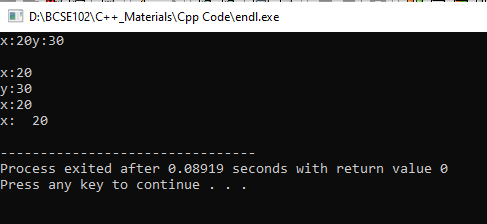 D:\BCSE102\C++_Materials\Cpp Code\endl.exe
x:20y:30
x:20
y:30
x:20
x:  20
--------------------------------
Process exited after 0.08919 seconds with return value 0
Press any key to continue . . .